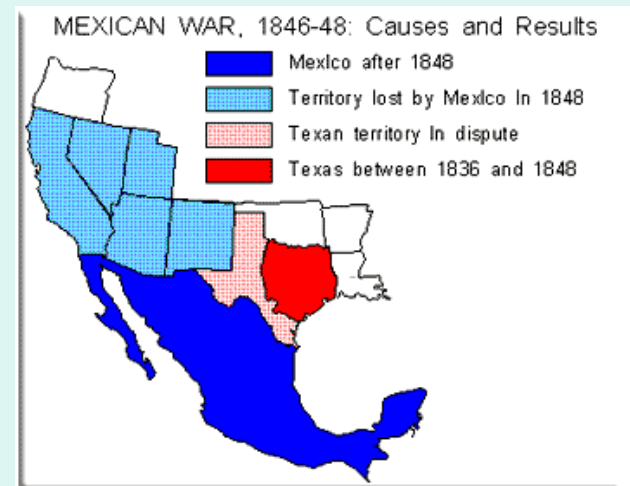 MEXICAN WAR, 1846-48: Causes and Results
Mexico after 1848
Territory lost by Mexico In 1848
Texan territory In dispute
Texas between 1836 and 1848